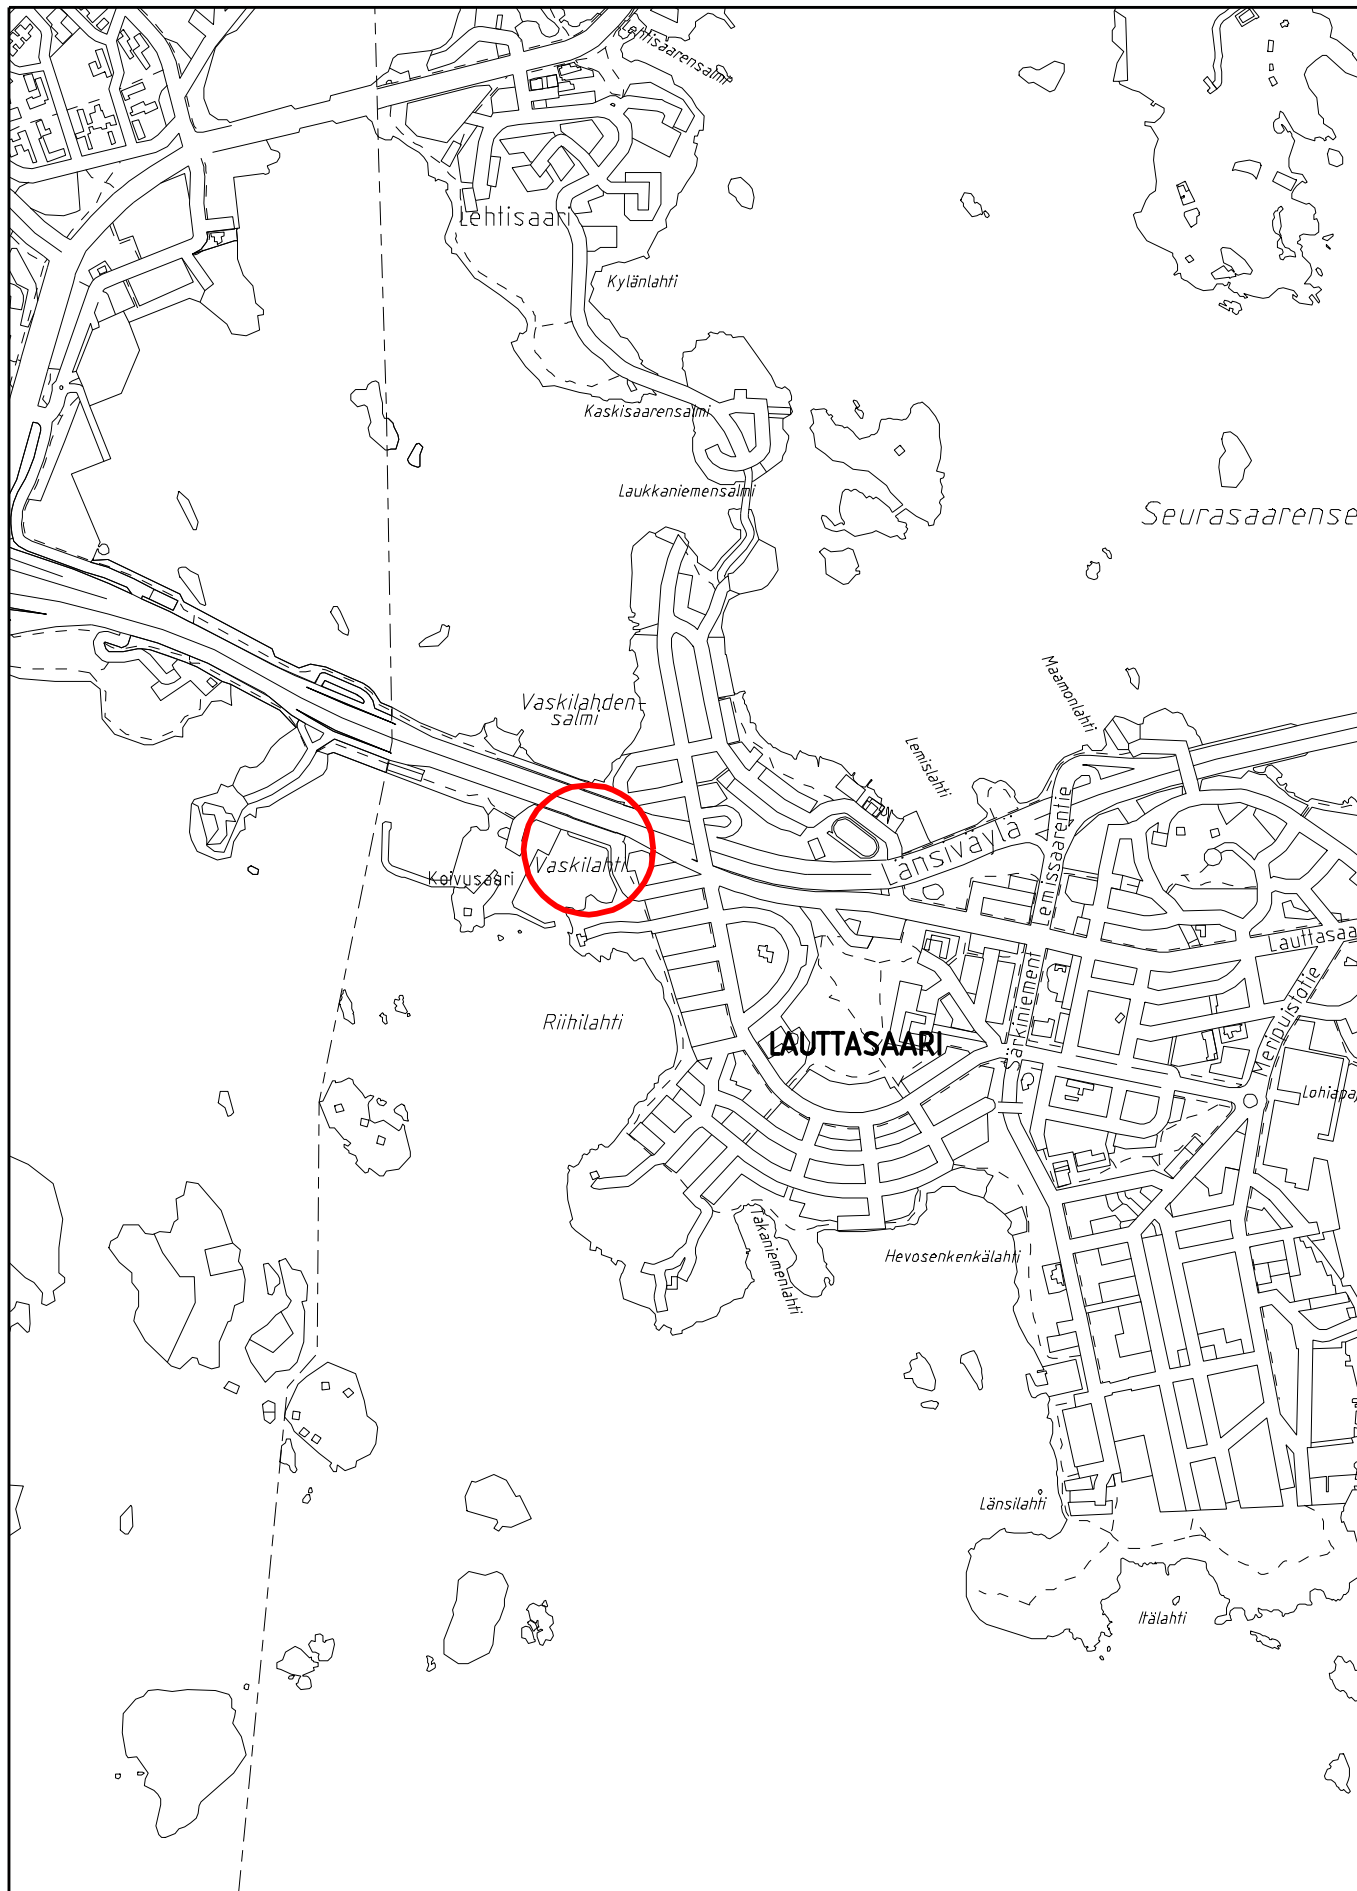 Lehtisaarensalmi
Lehtisaari
Kylänlahti
Kaskisaarensalmi
Laukkaniemensalmi
Seurasaarense
Vaskilahden-
salmi
Maamonlahti
Lemislahti
Länsiväylä
Lemissaarentie
Koivusaari
Vaskilahti
Lauttasaa
Riihilahti
LAUTTASAARI
Särkiniement
Meripuistotie
Lohiapaj
Takaniemenlahti
Hevosenkenkälahti
Länsilahti
Itälahti